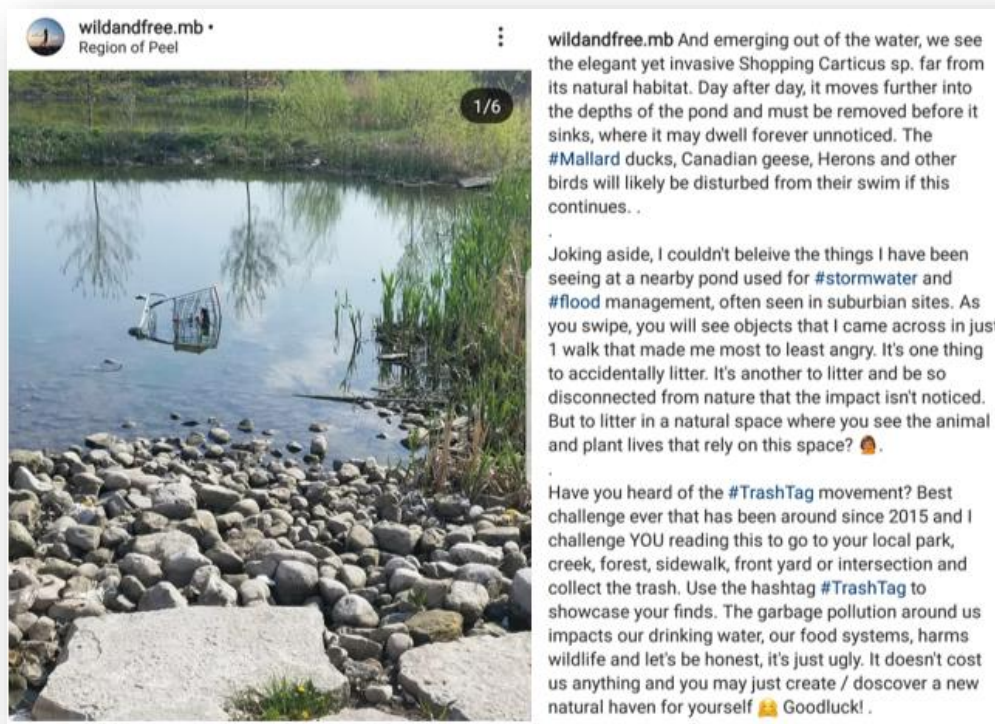 wildandfree.mb •
Region of Peel
1/6
wildandfree.mb And emerging out of the water, we see
the elegant yet invasive Shopping Carticus sp. far from
its natural habitat. Day after day, it moves further into
the depths of the pond and must be removed before it
sinks, where it may dwell forever unnoticed. The
#Mallard ducks, Canadian geese, Herons and other
birds will likely be disturbed from their swim if this
continues. .
.
Joking aside, I couldn't beleive the things I have been
seeing at a nearby pond used for #stormwater and
#flood management, often seen in suburbian sites. As
you swipe, you will see objects that I came across in just
1 walk that made me most to least angry. It's one thing
to accidentally litter. It's another to litter and be so
disconnected from nature that the impact isn't noticed.
But to litter in a natural space where you see the animal
and plant lives that rely on this space? 🤦🏾.
.
Have you heard of the #TrashTag movement? Best
challenge ever that has been around since 2015 and I
challenge YOU reading this to go to your local park,
creek, forest, sidewalk, front yard or intersection and
collect the trash. Use the hashtag #TrashTag to
showcase your finds. The garbage pollution around us
impacts our drinking water, our food systems, harms
wildlife and let's be honest, it's just ugly. It doesn't cost
us anything and you may just create / doscover a new
natural haven for yourself 🤗 Goodluck! .